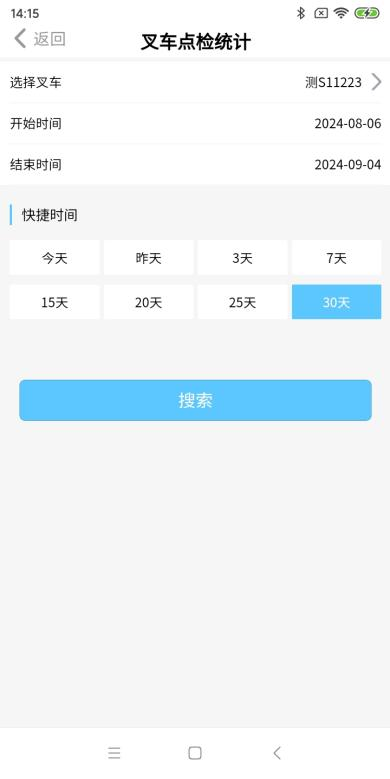 14:15
返回
叉车点检统计
选择叉车 测S11223
开始时间 2024-08-06
结束时间 2024-09-04
快捷时间
今天 昨天 3天 7天
15天 20天 25天 30天
搜索